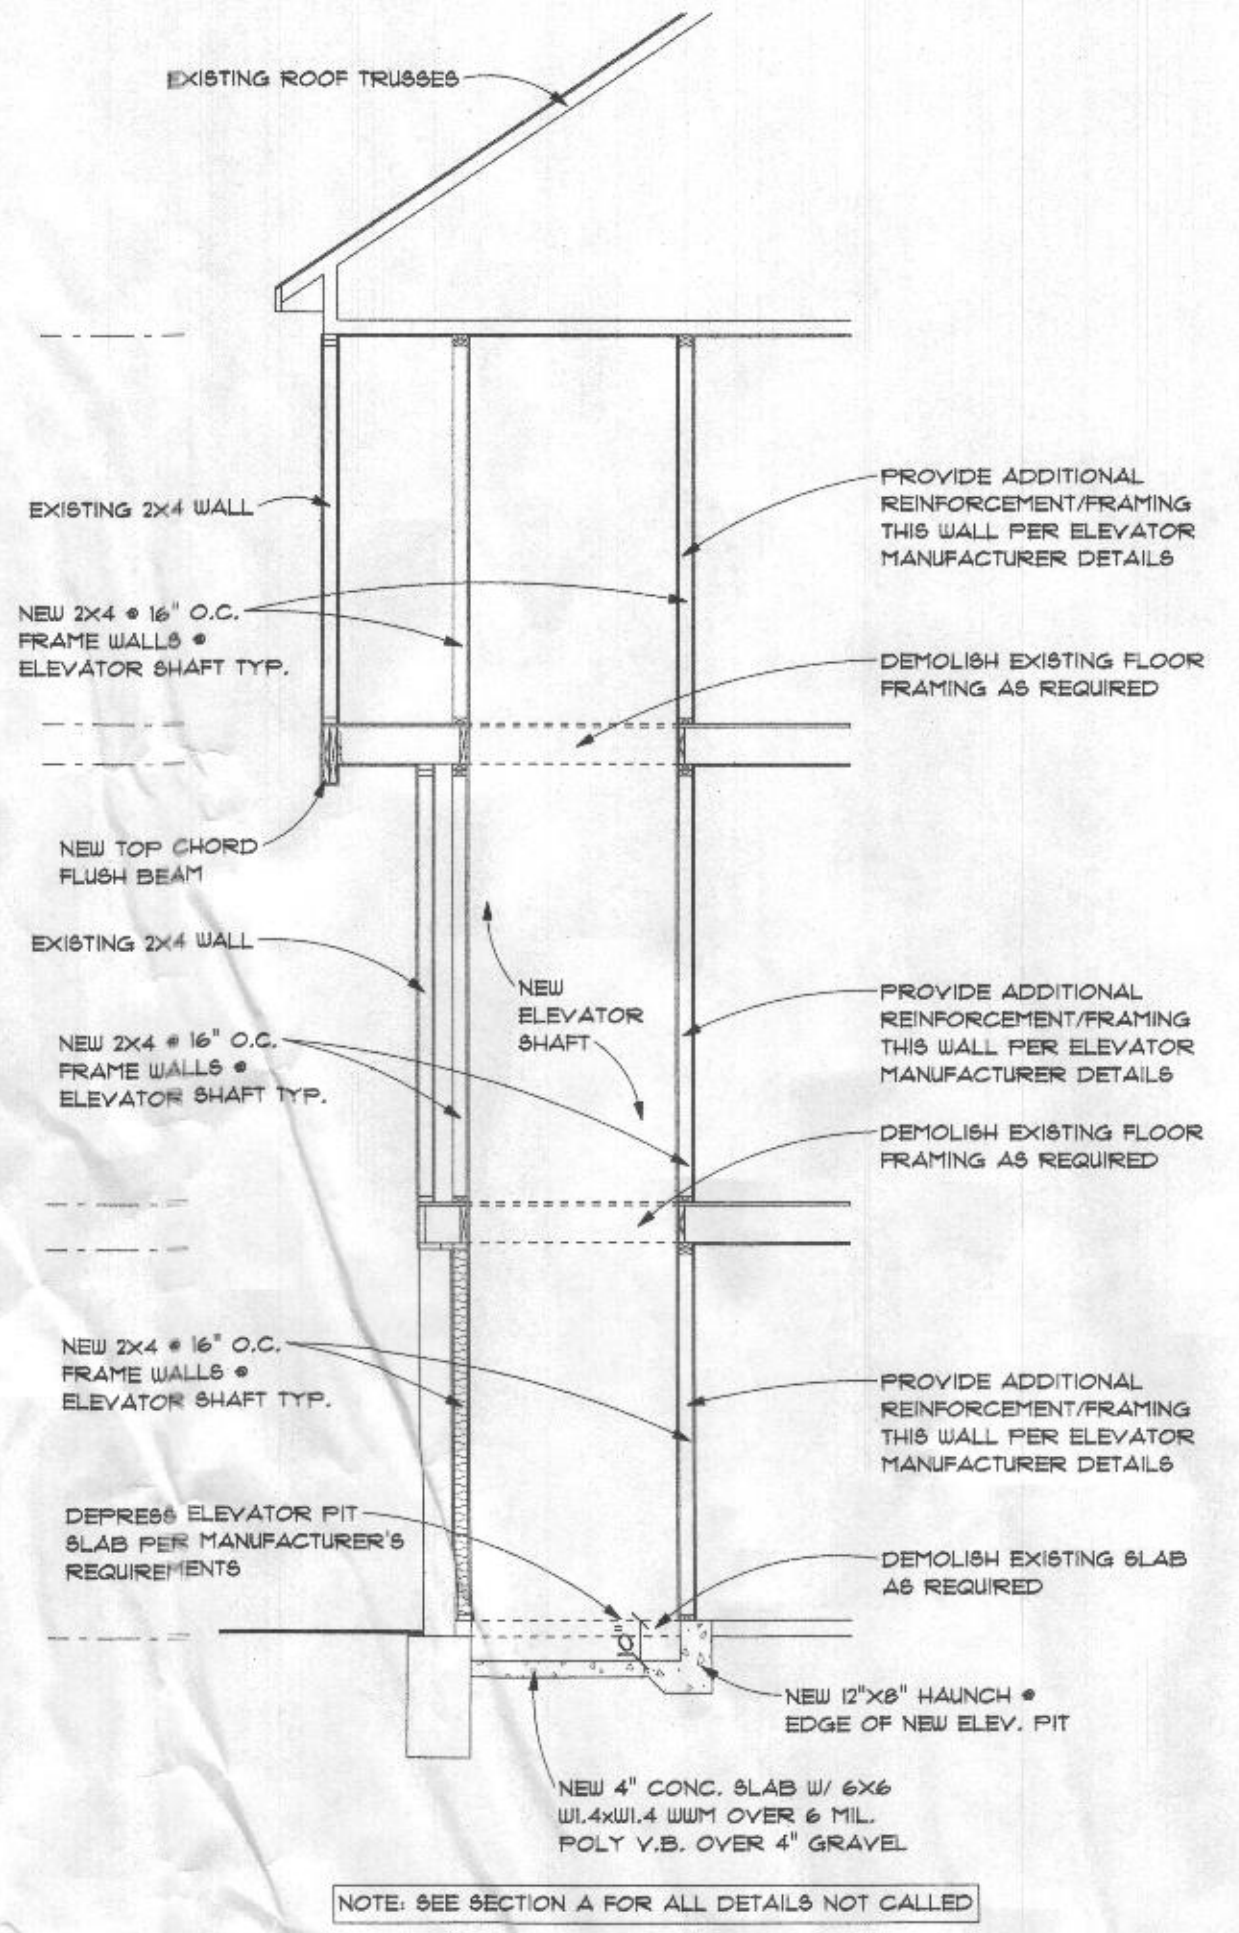 EXISTING ROOF TRUSSES
EXISTING 2X4 WALL
PROVIDE ADDITIONAL
REINFORCEMENT/FRAMING
THIS WALL PER ELEVATOR
MANUFACTURER DETAILS
NEW 2X4 @ 16" O.C.
FRAME WALLS @
ELEVATOR SHAFT TYP.
DEMOLISH EXISTING FLOOR
FRAMING AS REQUIRED
NEW TOP CHORD
FLUSH BEAM
EXISTING 2X4 WALL
NEW
ELEVATOR
SHAFT
PROVIDE ADDITIONAL
REINFORCEMENT/FRAMING
THIS WALL PER ELEVATOR
MANUFACTURER DETAILS
NEW 2X4 @ 16" O.C.
FRAME WALLS @
ELEVATOR SHAFT TYP.
DEMOLISH EXISTING FLOOR
FRAMING AS REQUIRED
NEW 2X4 @ 16" O.C.
FRAME WALLS @
ELEVATOR SHAFT TYP.
PROVIDE ADDITIONAL
REINFORCEMENT/FRAMING
THIS WALL PER ELEVATOR
MANUFACTURER DETAILS
DEPRESS ELEVATOR PIT
SLAB PER MANUFACTURER'S
REQUIREMENTS
DEMOLISH EXISTING SLAB
AS REQUIRED
10"
NEW 12"X8" HAUNCH @
EDGE OF NEW ELEV. PIT
NEW 4" CONC. SLAB W/ 6X6
W1.4xW1.4 WWM OVER 6 MIL.
POLY V.B. OVER 4" GRAVEL
NOTE: SEE SECTION A FOR ALL DETAILS NOT CALLED